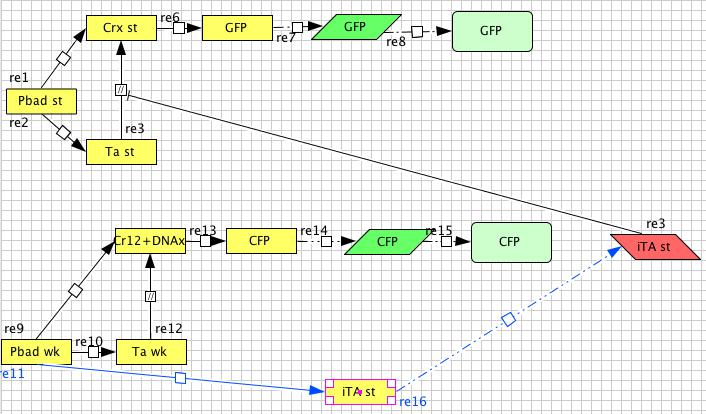 Crx st
re6
GFP
re7
GFP
re8
GFP
re1
Pbad st
re2
//
re3
Ta st
re3
iTA st
Cr12+DNAx
re13
CFP
re14
CFP
re15
CFP
//
re9
re12
Pbad wk
re10
Ta wk
re11
iTA st
re16